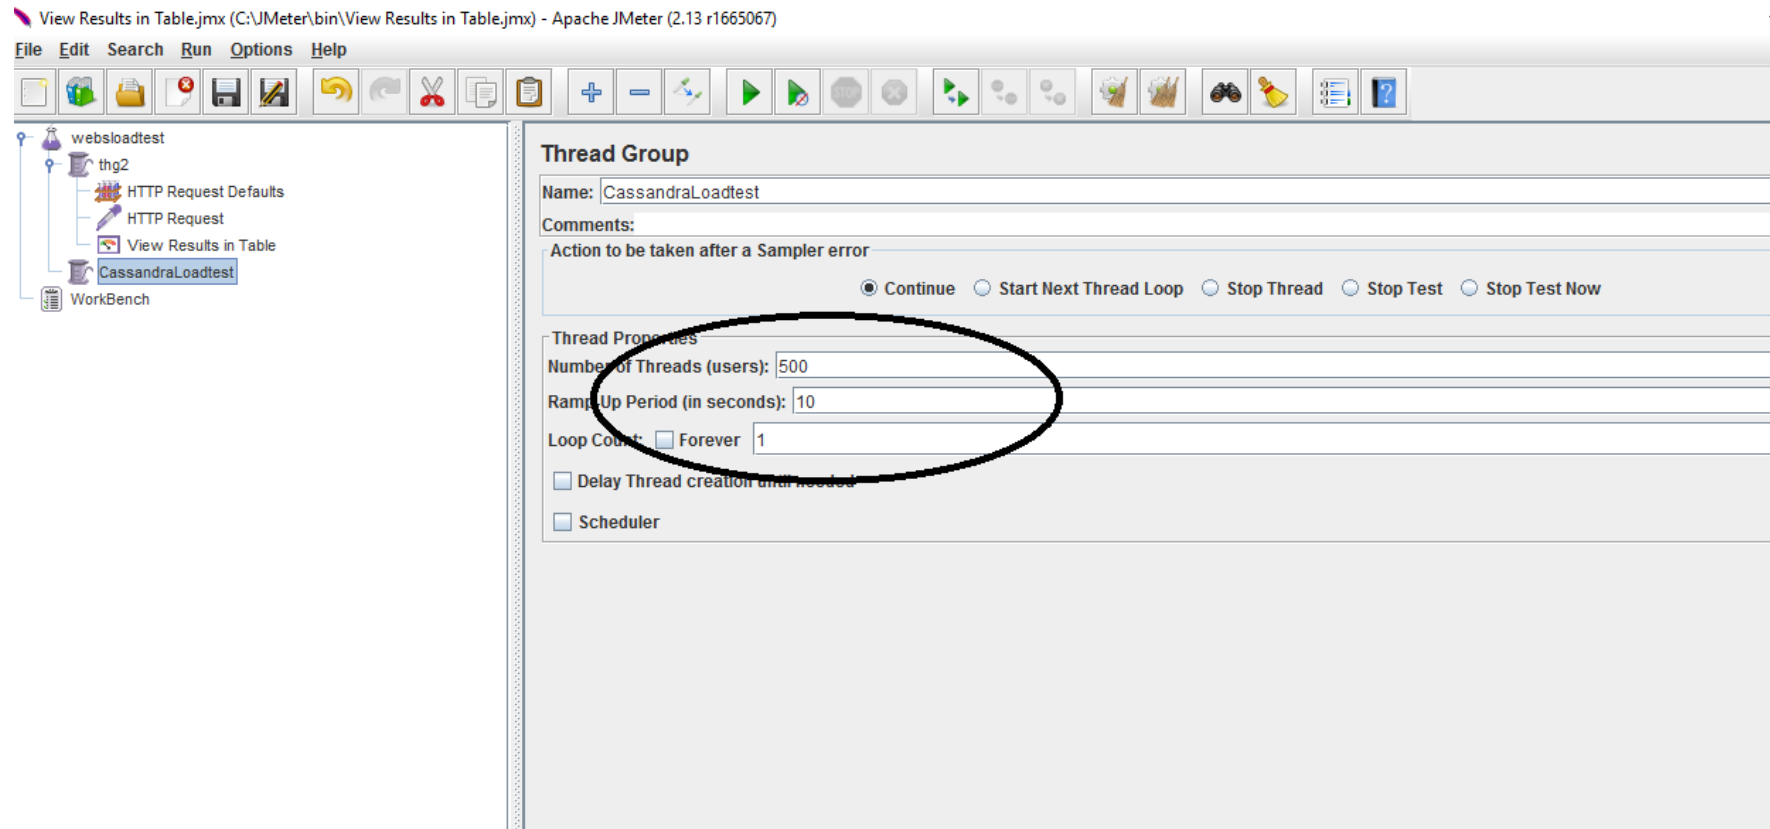 View Results in Table.jmx (C:\JMeter\bin\View Results in Table.jmx) - Apache JMeter (2.13 r1665067)
File Edit Search Run Options Help
STOP
websloadtest
thg2
HTTP Request Defaults
HTTP Request
View Results in Table
CassandraLoadtest
WorkBench
Thread Group
Name: CassandraLoadtest
Comments:
Action to be taken after a Sampler error
Continue Start Next Thread Loop Stop Thread Stop Test Stop Test Now
Thread Properties
Number of Threads (users): 500
Ramp-Up Period (in seconds): 10
Loop Count: Forever 1
Delay Thread creation until needed
Scheduler